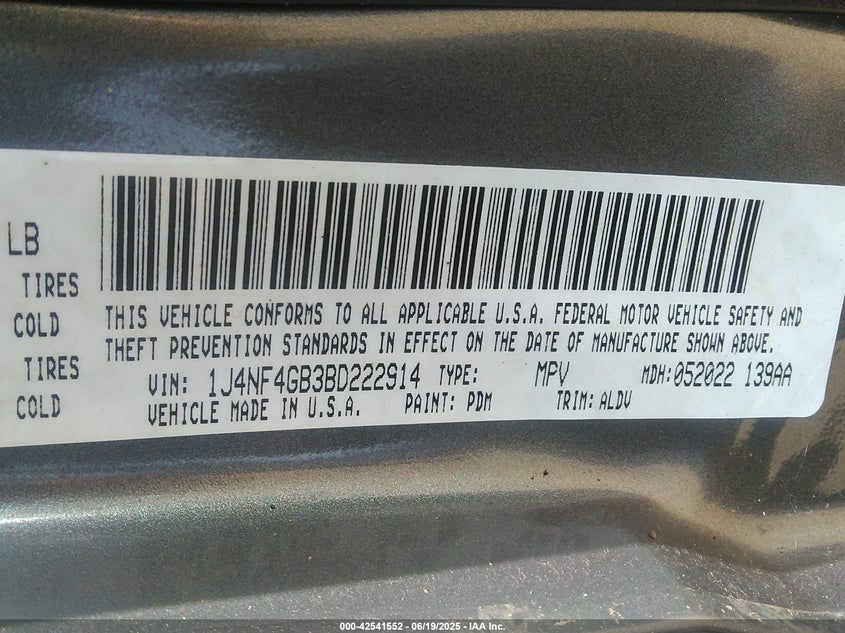 LB
TIRES
COLD
TIRES
COLD
THIS VEHICLE CONFORMS TO ALL APPLICABLE U.S.A. FEDERAL MOTOR VEHICLE SAFETY AND
THEFT PREVENTION STANDARDS IN EFFECT ON THE DATE OF MANUFACTURE SHOWN ABOVE.
VIN: 1J4NF4GB3BD222914 TYPE: MPV MDH:052022 139AA
VEHICLE MADE IN U.S.A. PAINT: PDM TRIM: ALDV
000-42541552 - 06/19/2025 - IAA Inc.